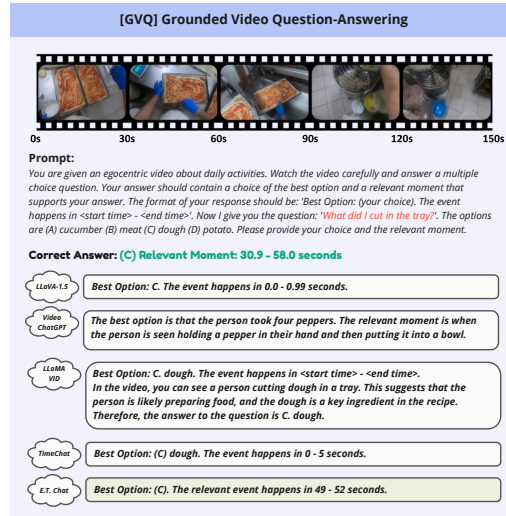 [GVQ] Grounded Video Question-Answering
0s 30s 60s 90s 120s 150s
Prompt:
You are given an egocentric video about daily activities. Watch the video carefully and answer a multiple
choice question. Your answer should contain a choice of the best option and a relevant moment that
supports your answer. The format of your response should be: 'Best Option: (your choice). The event
happens in <start time> - <end time>'. Now I give you the question: 'What did I cut in the tray?'. The options
are (A) cucumber (B) meat (C) dough (D) potato. Please provide your choice and the relevant moment.
Correct Answer: (C) Relevant Moment: 30.9 - 58.0 seconds
LLaVA-1.5
Best Option: C. The event happens in 0.0 - 0.99 seconds.
Video
ChatGPT
The best option is that the person took four peppers. The relevant moment is when
the person is seen holding a pepper in their hand and then putting it into a bowl.
LLaMA
VID
Best Option: C. dough. The event happens in <start time> - <end time>.
In the video, you can see a person cutting dough in a tray. This suggests that the
person is likely preparing food, and the dough is a key ingredient in the recipe.
Therefore, the answer to the question is C. dough.
TimeChat
Best Option: (C) dough. The event happens in 0 - 5 seconds.
E.T. Chat
Best Option: (C). The relevant event happens in 49 - 52 seconds.